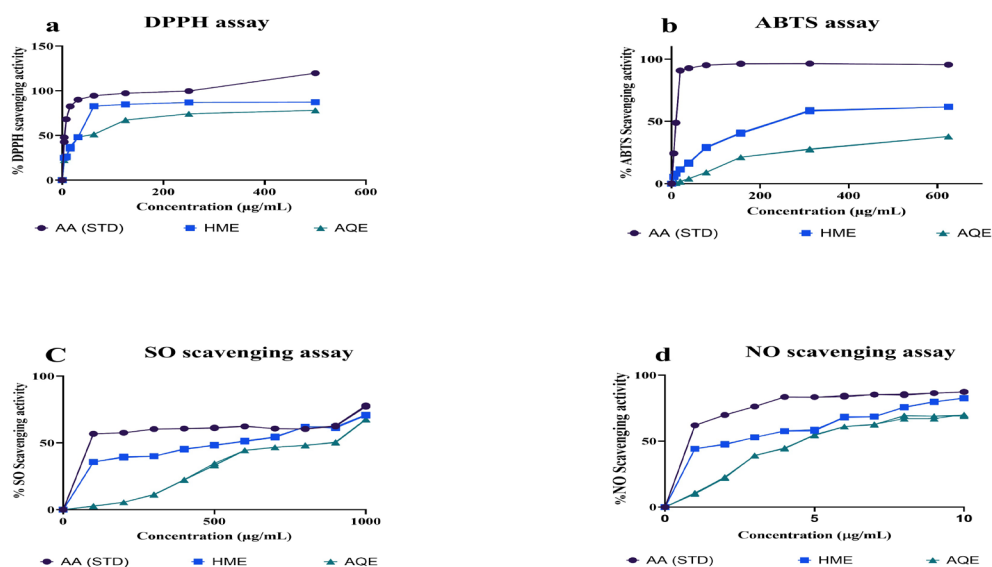 a DPPH assay
150
100
50
0
0 200 400 600
% DPPH scavenging activity
Concentration (µg/mL)
AA (STD) HME AQE
b ABTS assay
100
50
0
0 200 400 600
% ABTS Scavenging activity
Concentration (µg/mL)
AA (STD) HME AQE
C SO scavenging assay
100
50
0
0 500 1000
% SO Scavenging activity
Concentration (µg/mL)
AA (STD) HME AQE
d NO scavenging assay
100
50
0
0 5 10
%.NO Scavenging activity
Concentration (µg/mL)
AA (STD) HME AQE